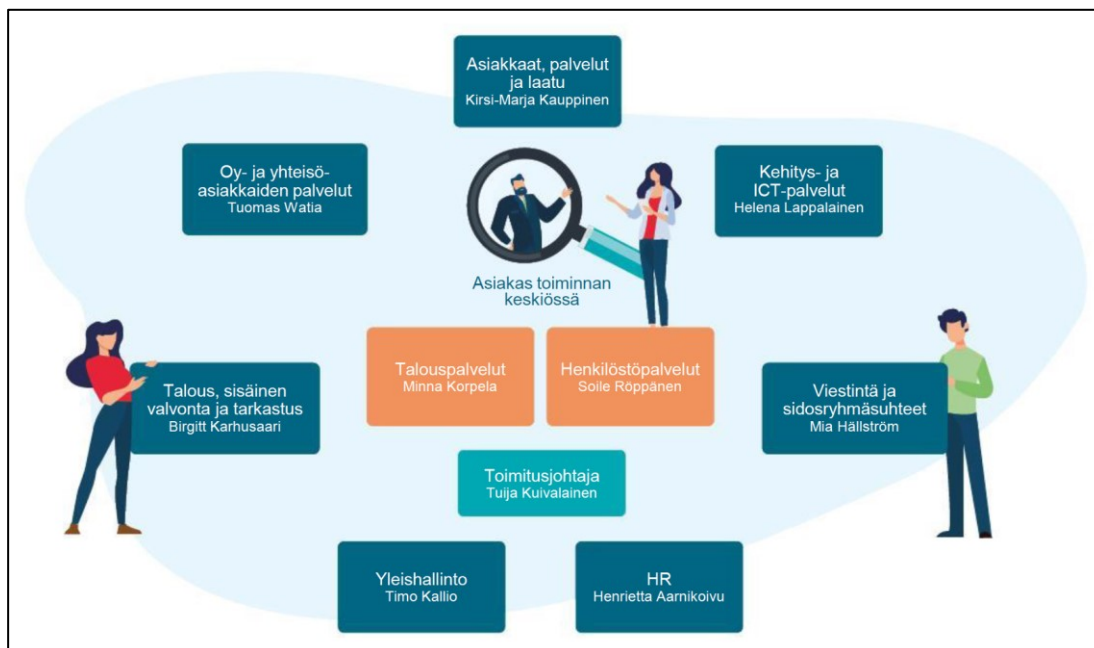 Asiakkaat, palvelut
ja laatu
Kirsi-Marja Kauppinen
Oy- ja yhteisö-
asiakkaiden palvelut
Tuomas Watia
Kehitys- ja
ICT-palvelut
Helena Lappalainen
Asiakas toiminnan
keskiössä
Talouspalvelut
Minna Korpela
Henkilöstöpalvelut
Soile Röppänen
Talous, sisäinen
valvonta ja tarkastus
Birgitt Karhusaari
Viestintä ja
sidosryhmäsuhteet
Mia Hällström
Toimitusjohtaja
Tuija Kuivalainen
Yleishallinto
Timo Kallio
HR
Henrietta Aarnikoivu